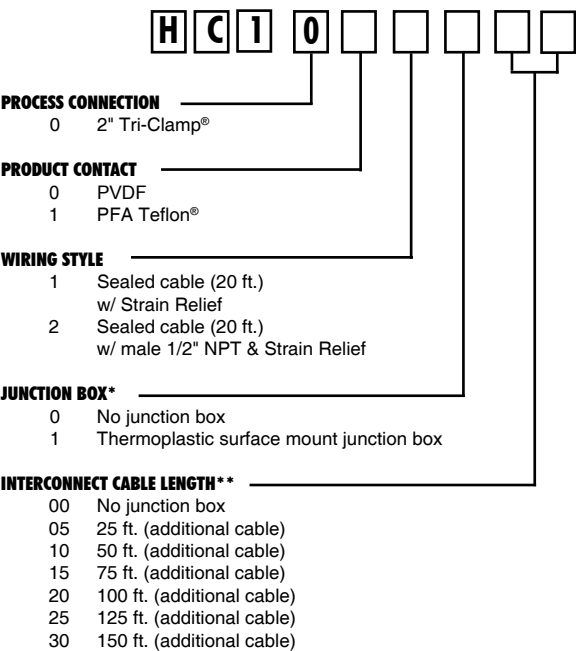 HC10
PROCESS CONNECTION
0 2" Tri-Clamp®
PRODUCT CONTACT
0 PVDF
1 PFA Teflon®
WIRING STYLE
1 Sealed cable (20 ft.)
w/ Strain Relief
2 Sealed cable (20 ft.)
w/ male 1/2" NPT & Strain Relief
JUNCTION BOX*
0 No junction box
1 Thermoplastic surface mount junction box
INTERCONNECT CABLE LENGTH**
00 No junction box
05 25 ft. (additional cable)
10 50 ft. (additional cable)
15 75 ft. (additional cable)
20 100 ft. (additional cable)
25 125 ft. (additional cable)
30 150 ft. (additional cable)